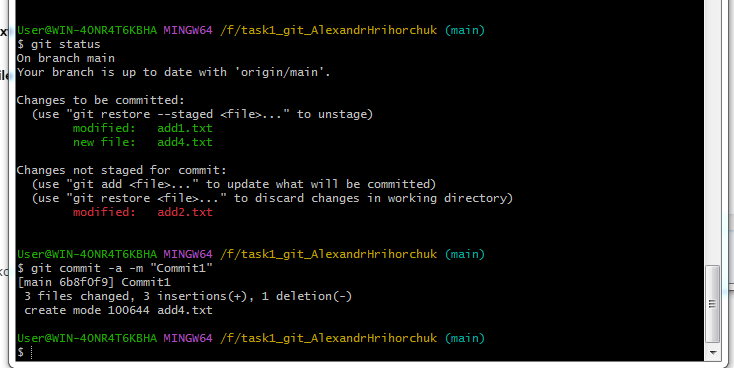 User@WIN-4ONR4T6KBHA MINGW64 /f/task1_git_AlexandrHrihorchuk (main)
$ git status
On branch main
Your branch is up to date with 'origin/main'.
Changes to be committed:
  (use "git restore --staged <file>..." to unstage)
        modified:   add1.txt
        new file:   add4.txt
Changes not staged for commit:
  (use "git add <file>..." to update what will be committed)
  (use "git restore <file>..." to discard changes in working directory)
        modified:   add2.txt
User@WIN-4ONR4T6KBHA MINGW64 /f/task1_git_AlexandrHrihorchuk (main)
$ git commit -a -m "Commit1"
[main 6b8f0f9] Commit1
 3 files changed, 3 insertions(+), 1 deletion(-)
 create mode 100644 add4.txt
User@WIN-4ONR4T6KBHA MINGW64 /f/task1_git_AlexandrHrihorchuk (main)
$